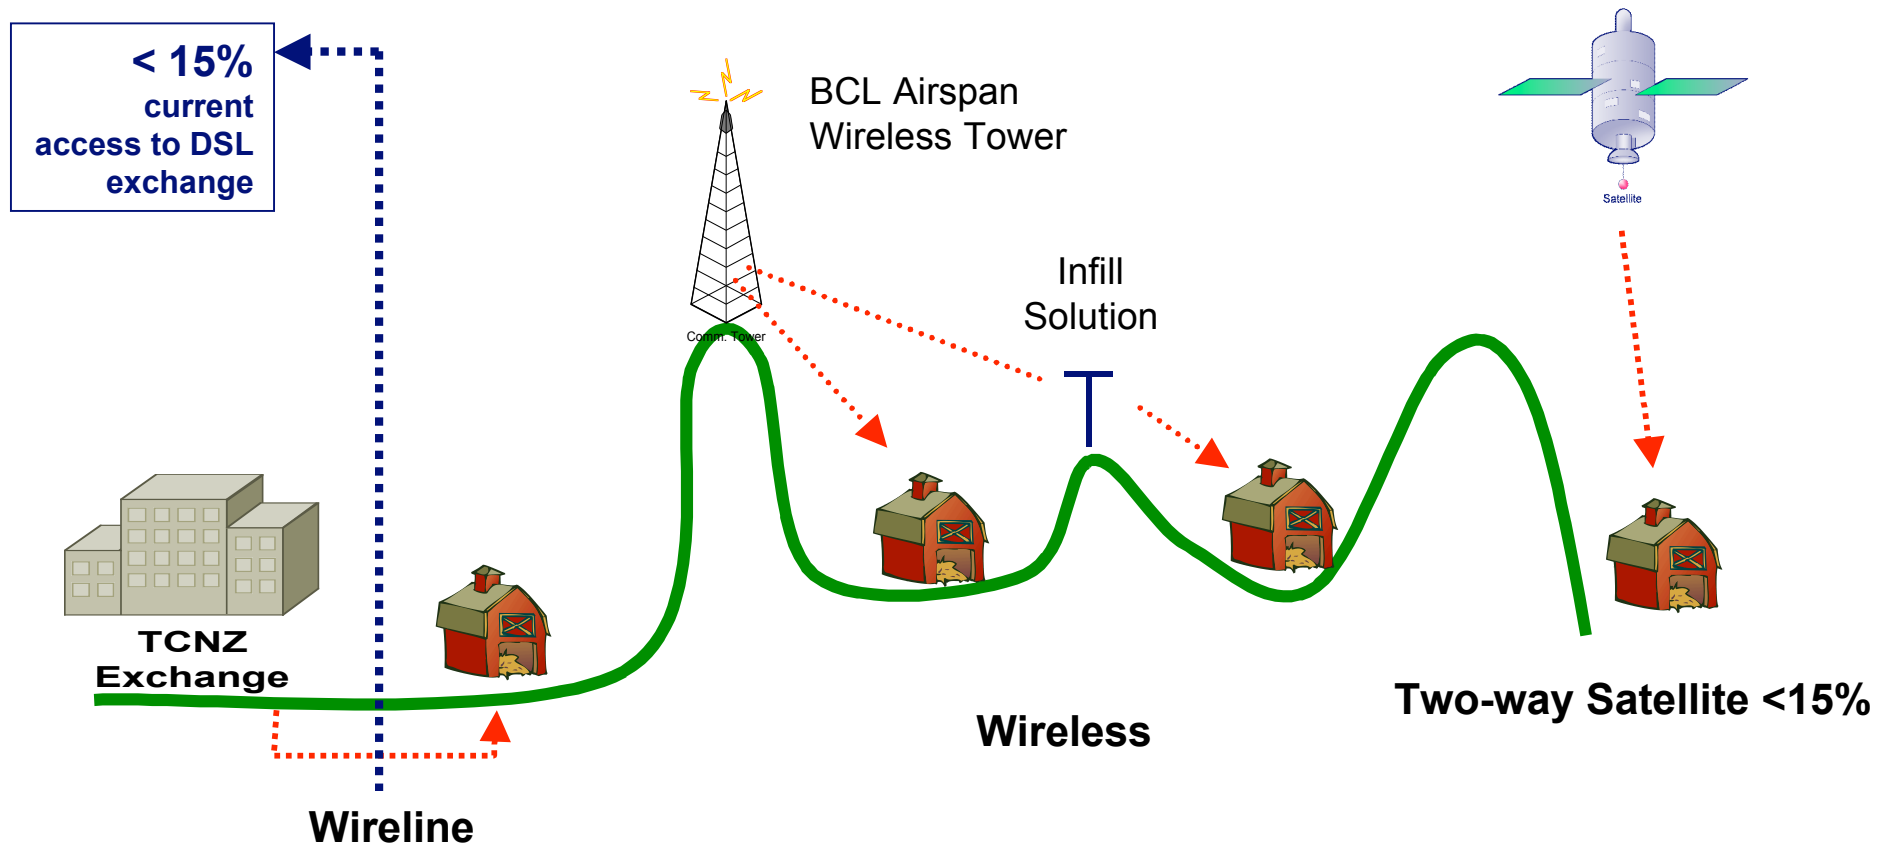 < 15%
current
access to DSL
exchange
BCL Airspan
Wireless Tower
Satellite
Infill
Solution
Comm. Tower
TCNZ
Exchange
Two-way Satellite <15%
Wireless
Wireline